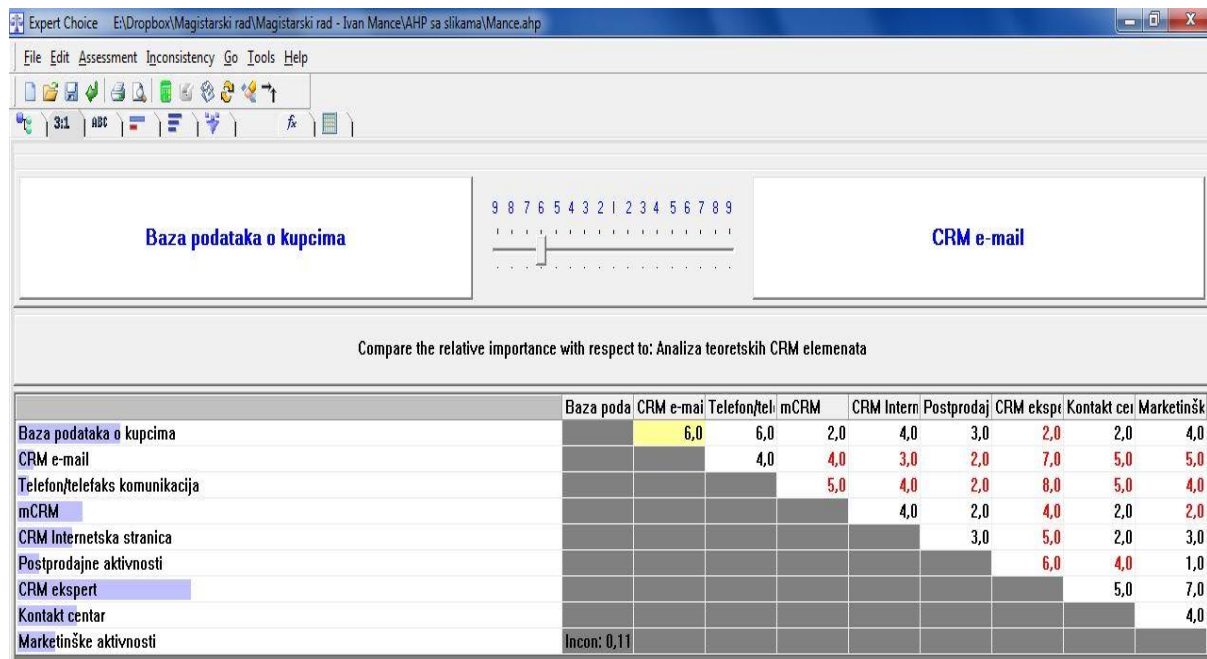 Expert Choice E:\Dropbox\Magistarski rad\Magistarski rad - Ivan Mance\AHP sa slikama\Mance.ahp
File Edit Assessment Inconsistency Go Tools Help
3:1 ABC fx
9 8 7 6 5 4 3 2 1 2 3 4 5 6 7 8 9
Baza podataka o kupcima CRM e-mail
Compare the relative importance with respect to: Analiza teoretskih CRM elemenata
Baza poda CRM e-mai Telefon/tel mCRM CRM Intern Postprodaj CRM ekspe Kontakt cei Marketinšk
Baza podataka o kupcima 6,0 6,0 2,0 4,0 3,0 2,0 2,0 4,0
CRM e-mail 4,0 4,0 3,0 2,0 7,0 5,0 5,0
Telefon/telefaks komunikacija 5,0 4,0 2,0 8,0 5,0 4,0
mCRM 4,0 2,0 4,0 2,0 2,0
CRM Internetska stranica 3,0 5,0 2,0 3,0
Postprodajne aktivnosti 6,0 4,0 1,0
CRM ekspert 5,0 7,0
Kontakt centar 4,0
Marketinške aktivnosti Incon: 0,11